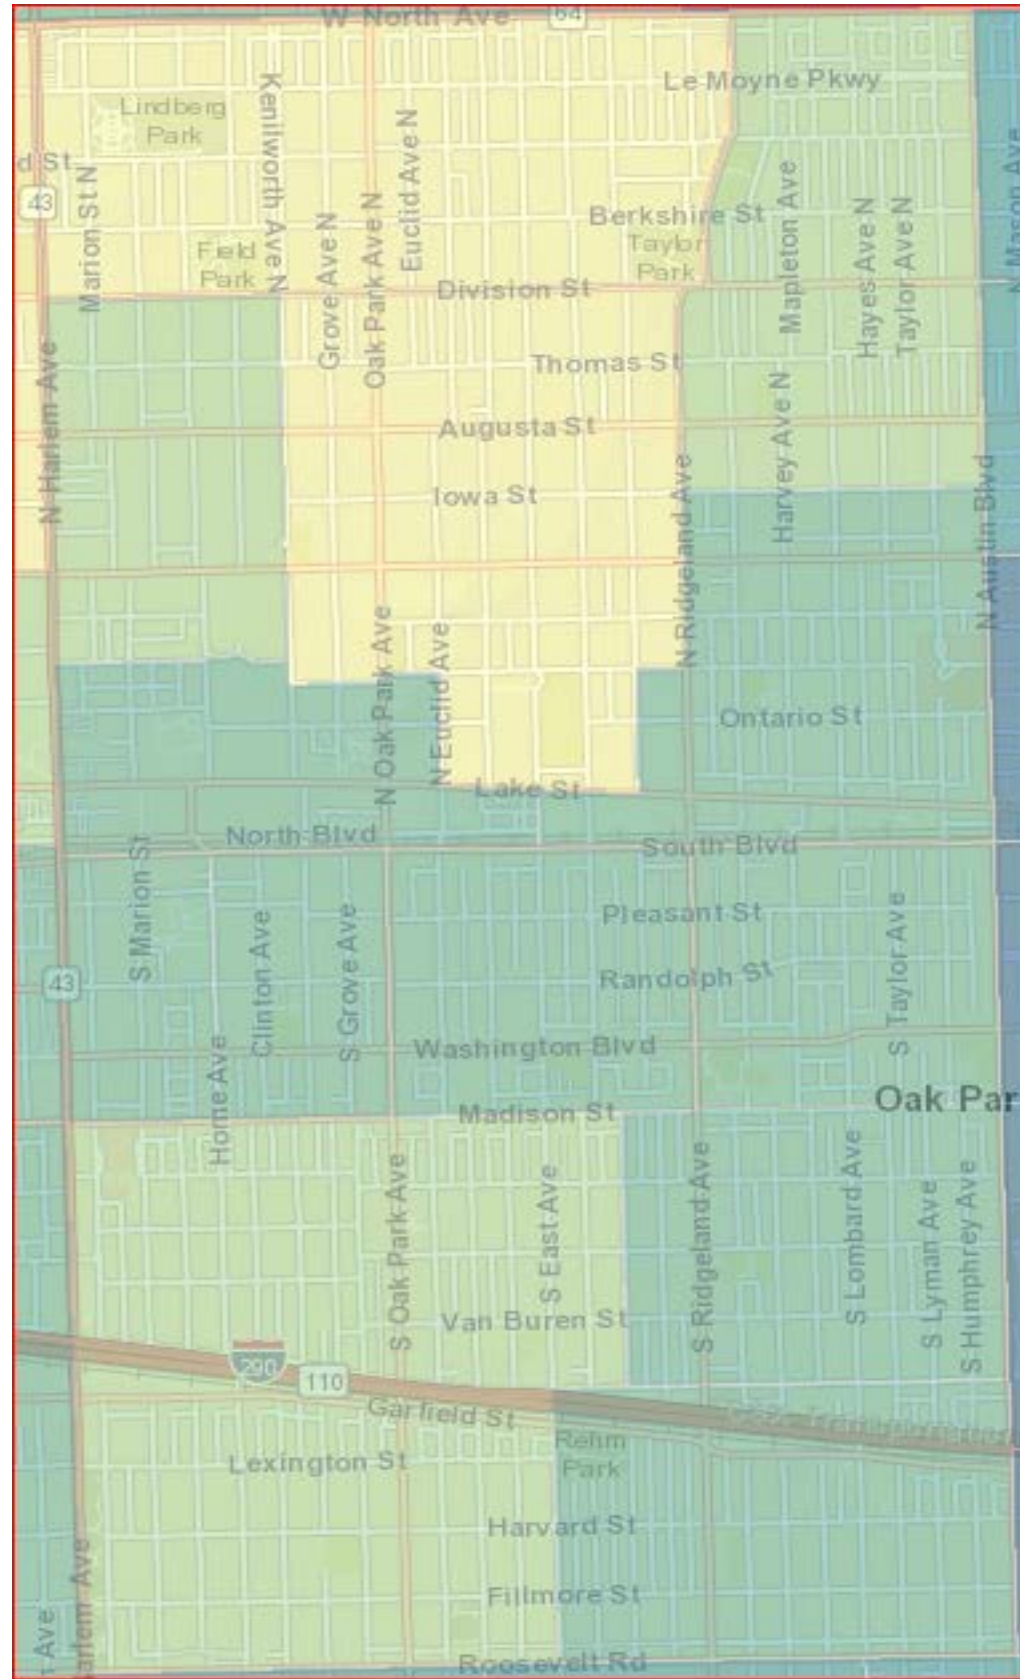 W North Ave
64
Le Moyne Pkwy
Lindberg
Park
Kenilworth Ave N
Euclid Ave N
d St
43
Marion St N
Mapleton Ave
N Mason Ave
Berkshire St
Taylor
Park
Hayes Ave N
Taylor Ave N
Field
Park
Grove Ave N
Oak Park Ave N
Division St
Thomas St
N Harlem Ave
Augusta St
Harvey Ave N
Iowa St
N Ridgeland Ave
N Austin Blvd
N Oak Park Ave
N Euclid Ave
Ontario St
Lake St
North Blvd
South Blvd
S Marion St
Pleasant St
S Taylor Ave
Clinton Ave
S Grove Ave
Randolph St
43
Washington Blvd
Home Ave
Oak Par
Madison St
S Oak Park Ave
S East Ave
S Ridgeland Ave
S Lombard Ave
S Lyman Ave
S Humphrey Ave
Van Buren St
290
110
Garfield St
Rehm
Park
Lexington St
Harvard St
arlem Ave
Fillmore St
Ave
Roosevelt Rd